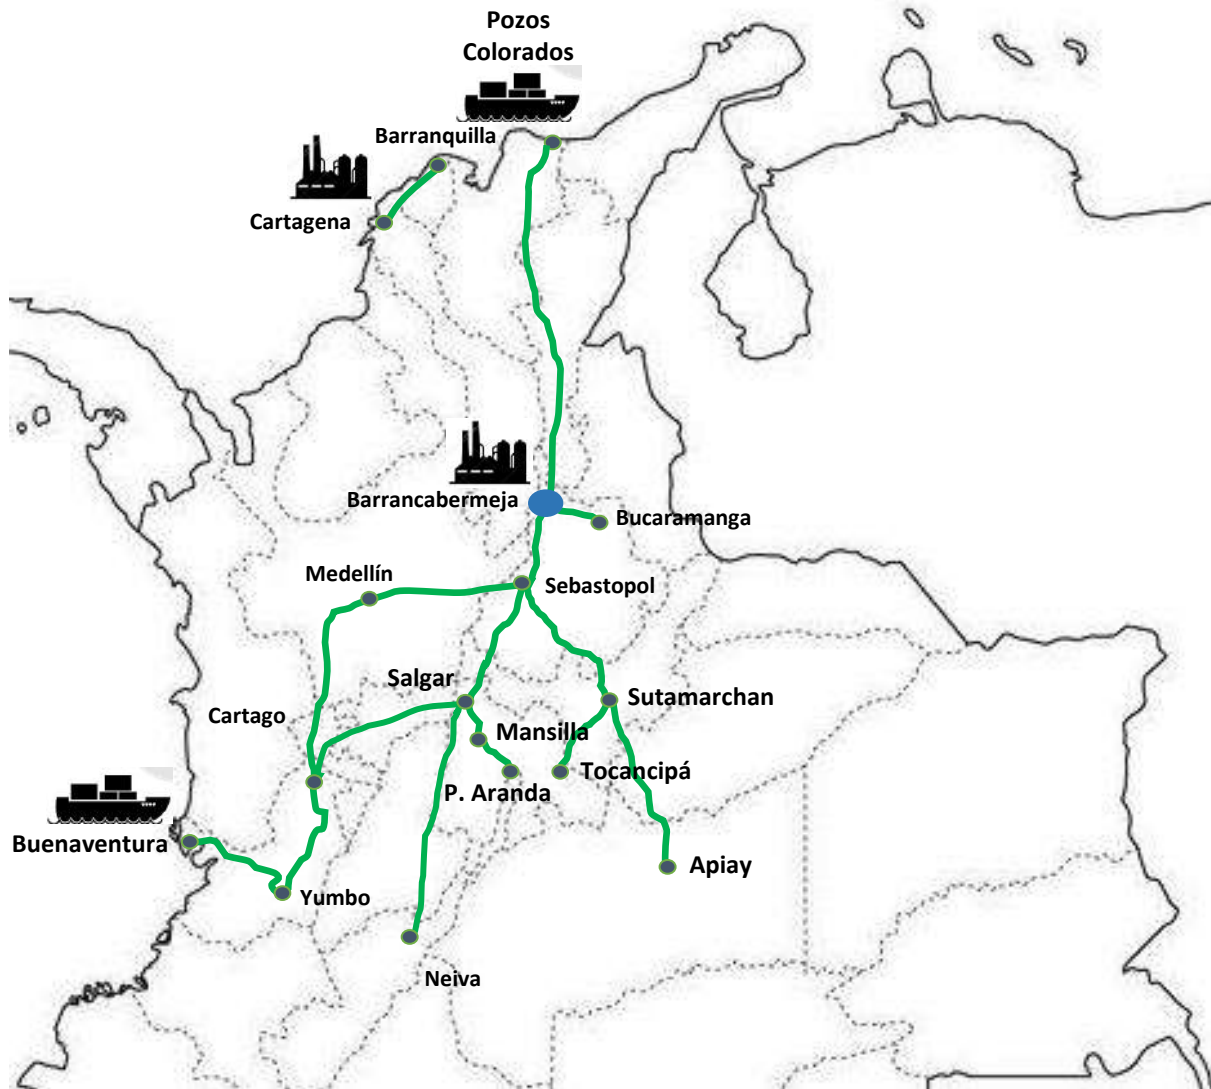 Pozos
Colorados
Barranquilla
Cartagena
Barrancabermeja
Bucaramanga
Medellín
Sebastopol
Salgar
Sutamarchan
Cartago
Mansilla
Tocancipá
P. Aranda
Buenaventura
Apiay
Yumbo
Neiva